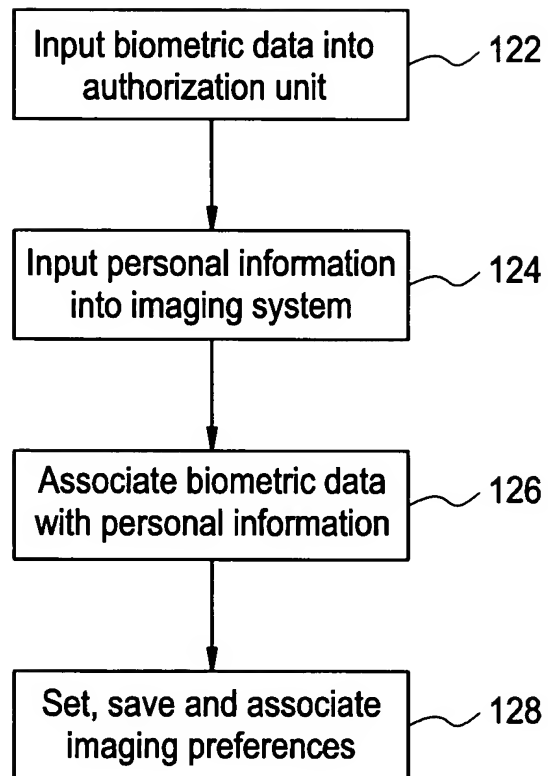 Input biometric data into
authorization unit
122
Input personal information
into imaging system
124
Associate biometric data
with personal information
126
Set, save and associate
imaging preferences
128